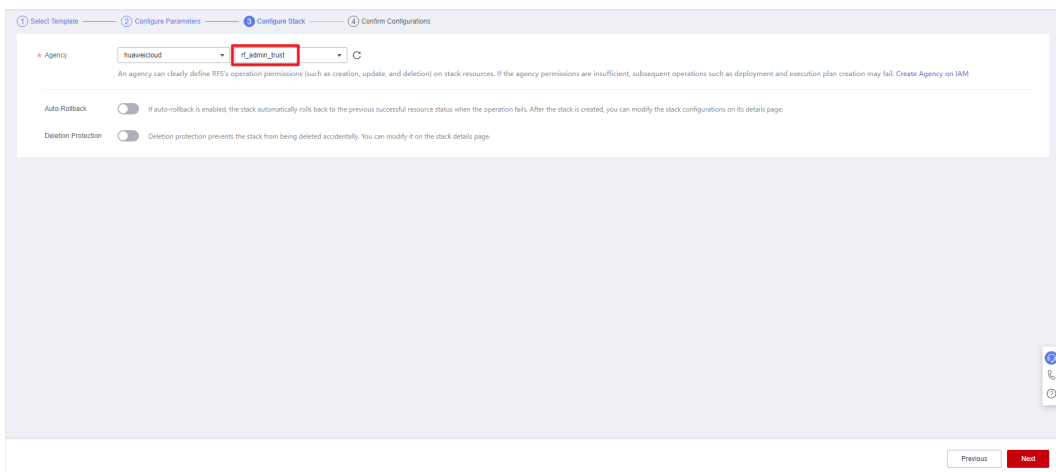 1 Select Template 2 Configure Parameters 3 Configure Stack 4 Confirm Configurations
* Agency huaweicloud rf_admin_trust
An agency can clearly define RFS's operation permissions (such as creation, update, and deletion) on stack resources. If the agency permissions are insufficient, subsequent operations such as deployment and execution plan creation may fail. Create Agency on IAM
Auto-Rollback If auto-rollback is enabled, the stack automatically rolls back to the previous successful resource status when the operation fails. After the stack is created, you can modify the stack configurations on its details page.
Deletion Protection Deletion protection prevents the stack from being deleted accidentally. You can modify it on the stack details page.
Previous Next